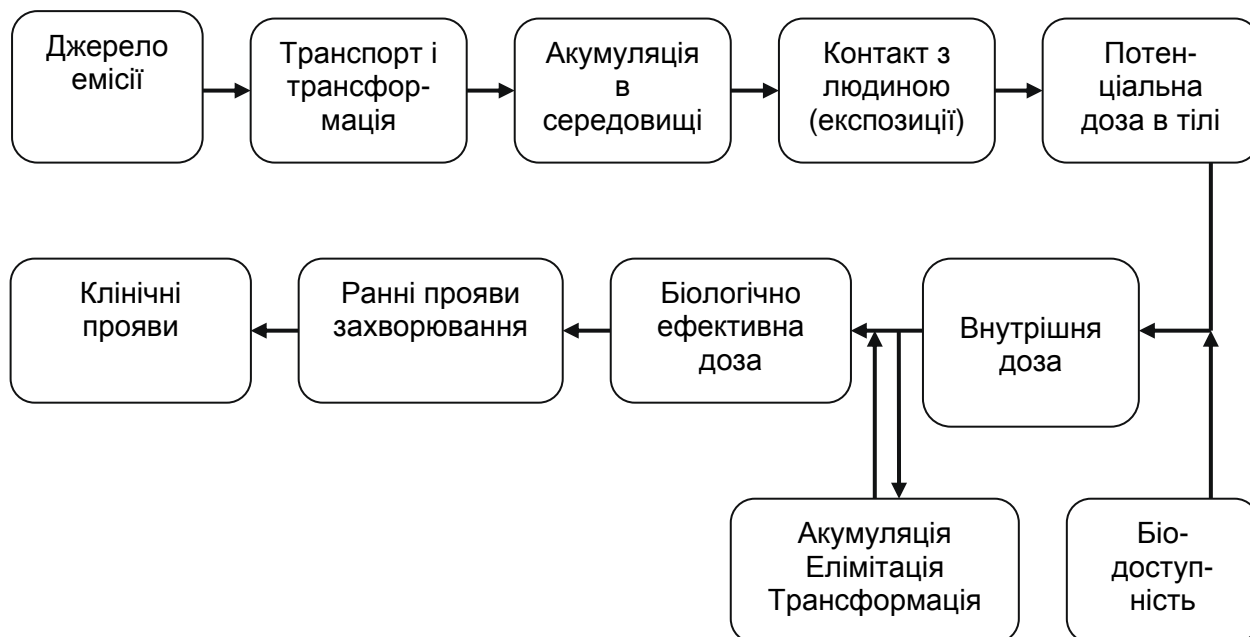 Джерело
емісії
Транспорт і
трансфор-
мація
Акумуляція
в
середовищі
Контакт з
людиною
(експозиції)
Потен-
ціальна
доза в тілі
Клінічні
прояви
Ранні прояви
захворювання
Біологічно
ефективна
доза
Внутрішня
доза
Акумуляція
Елімітація
Трансформація
Біо-
доступ-
ність